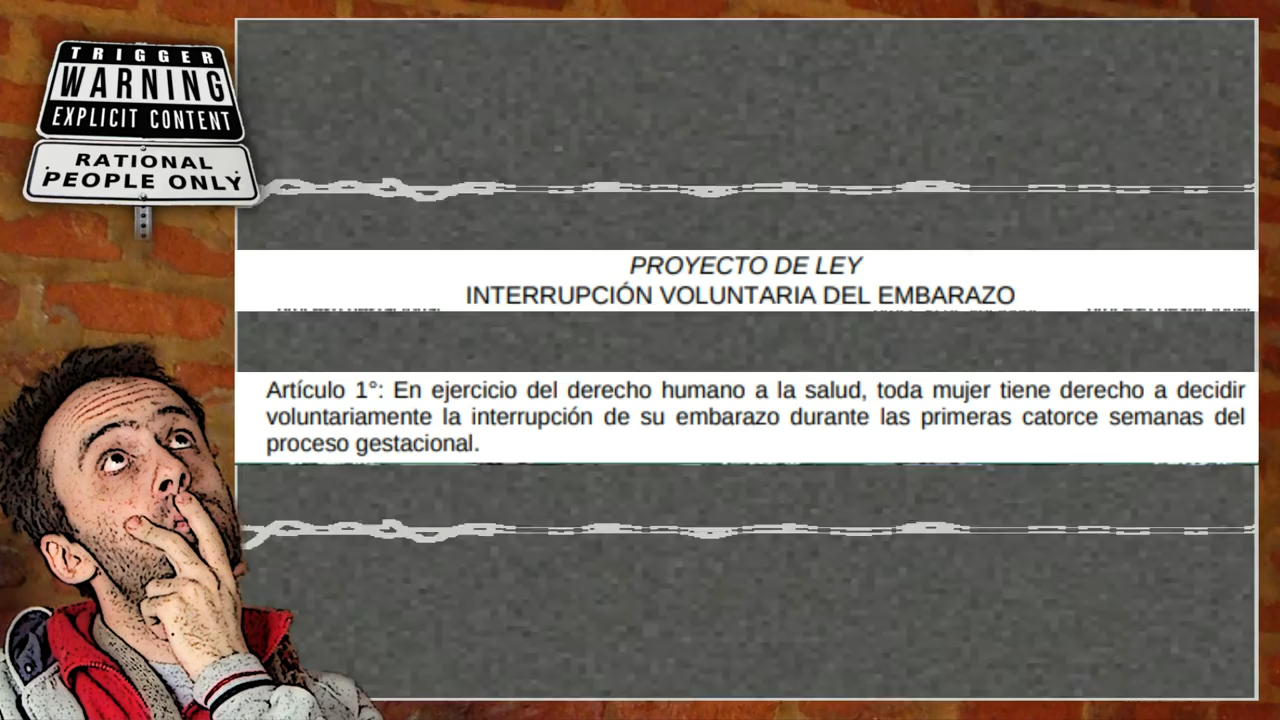 TRIGGER
WARNING
EXPLICIT CONTENT
RATIONAL
PEOPLE ONLY
PROYECTO DE LEY
INTERRUPCIÓN VOLUNTARIA DEL EMBARAZO
Artículo 1°: En ejercicio del derecho humano a la salud, toda mujer tiene derecho a decidir
voluntariamente la interrupción de su embarazo durante las primeras catorce semanas del
proceso gestacional.